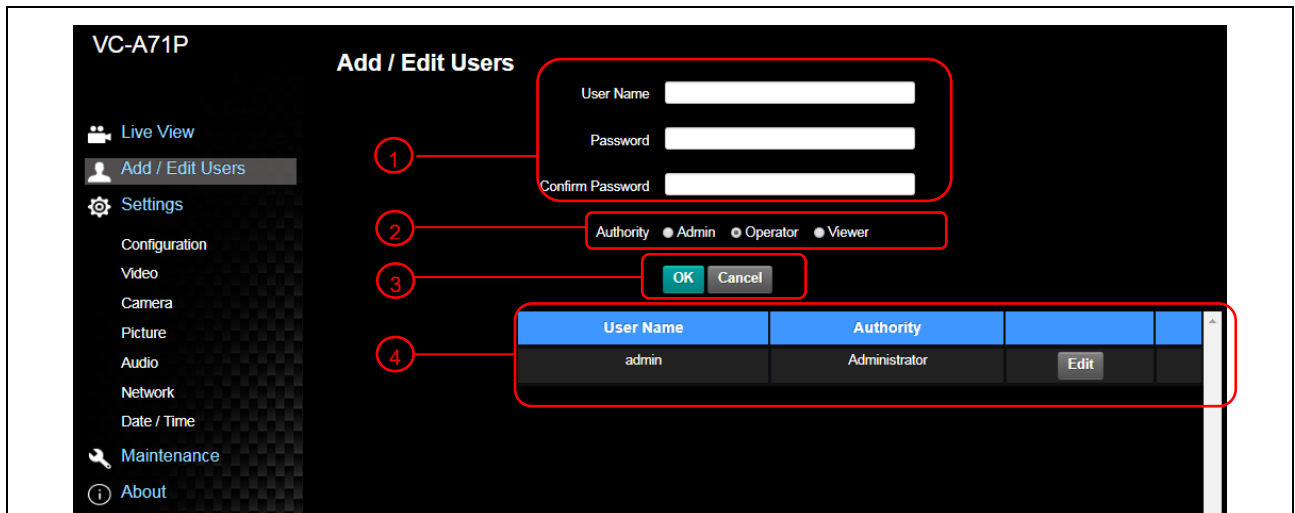 VC-A71P
Live View
Add / Edit Users
Settings
Configuration
Video
Camera
Picture
Audio
Network
Date / Time
Maintenance
About
Add / Edit Users
1
User Name
Password
Confirm Password
2
Authority Admin Operator Viewer
3
OK Cancel
4
User Name Authority
admin Administrator Edit